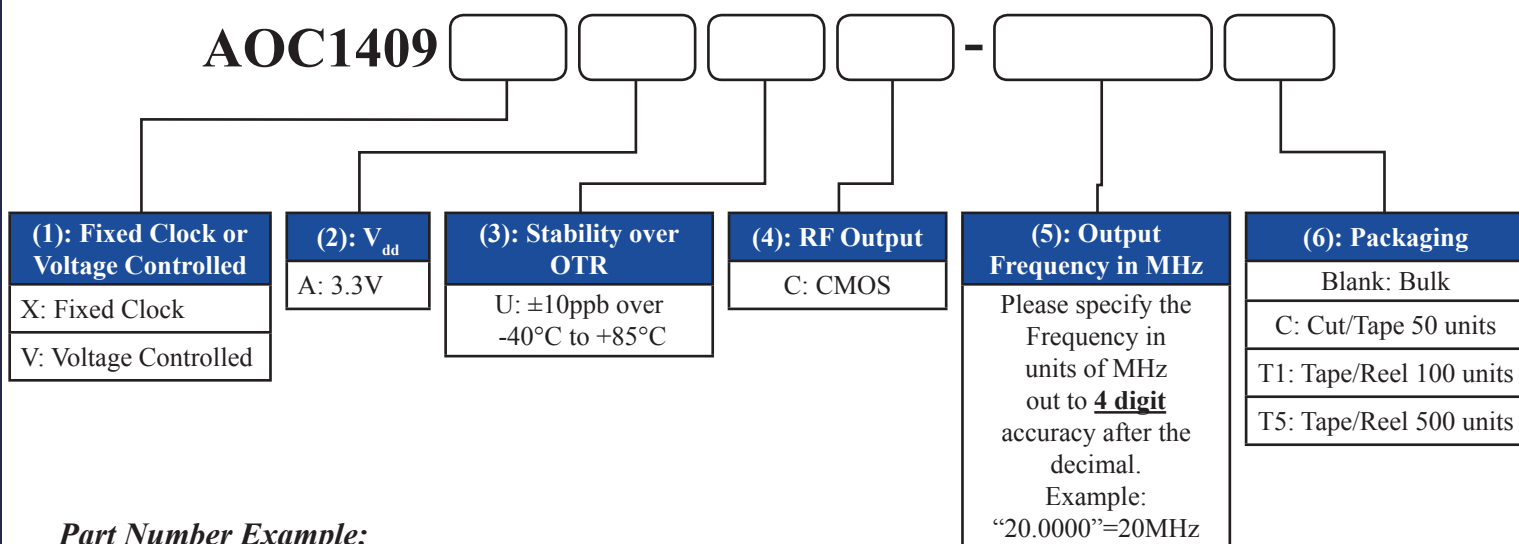 AOC1409 -
(1): Fixed Clock or
Voltage Controlled
X: Fixed Clock
V: Voltage Controlled
(2): Vdd
A: 3.3V
(3): Stability over
OTR
U: ±10ppb over
-40°C to +85°C
(4): RF Output
C: CMOS
(5): Output
Frequency in MHz
Please specify the
Frequency in
units of MHz
out to 4 digit
accuracy after the
decimal.
Example:
“20.0000”=20MHz
(6): Packaging
Blank: Bulk
C: Cut/Tape 50 units
T1: Tape/Reel 100 units
T5: Tape/Reel 500 units
Part Number Example: